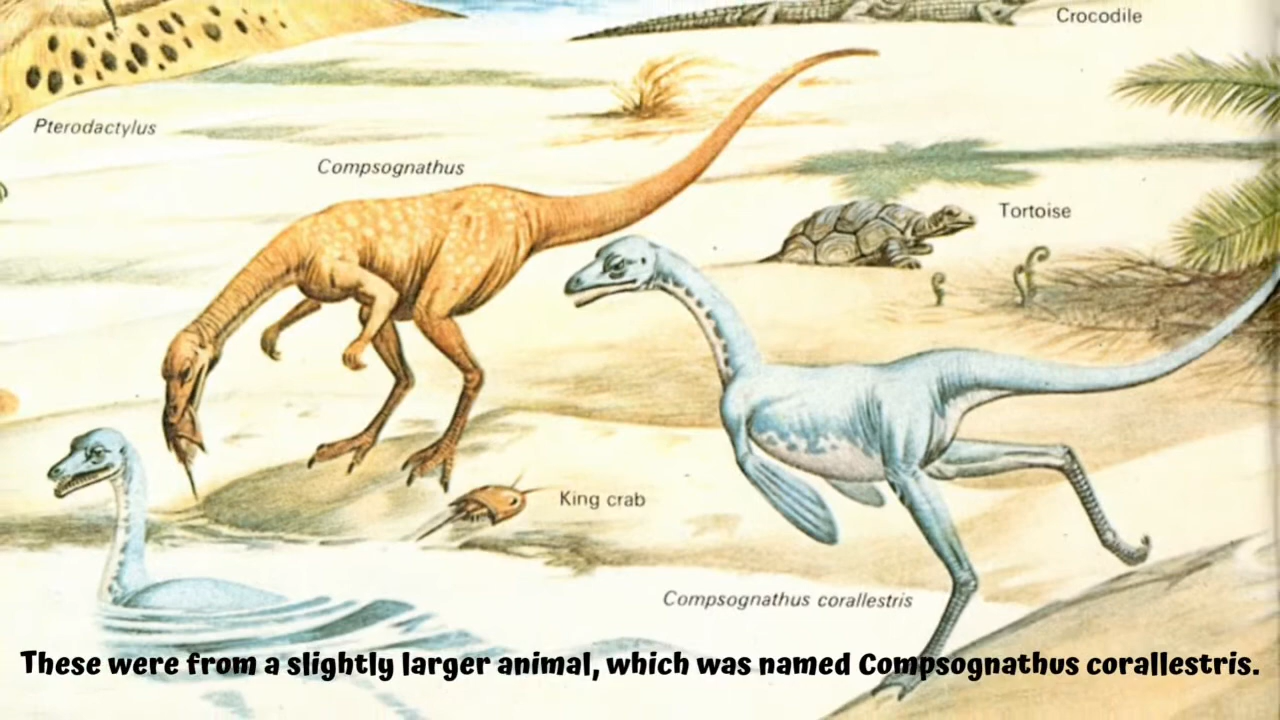 Crocodile
Pterodactylus
Compsognathus
Tortoise
King crab
Compsognathus corallestris
These were from a slightly larger animal, which was named Compsognathus corallestris.